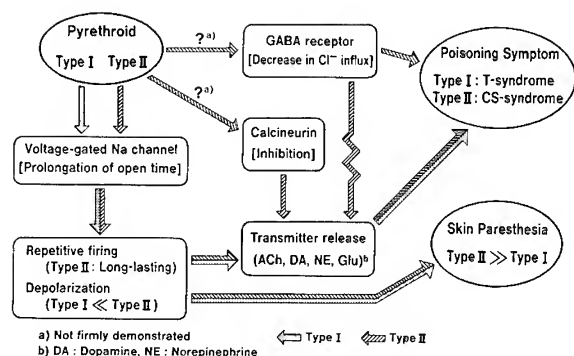 Pyrethroid
Type I Type II
?a)
GABA receptor
[Decrease in Cl− influx]
Poisoning Symptom
Type I : T-syndrome
Type II : CS-syndrome
?a)
Voltage-gated Na channel
[Prolongation of open time]
Calcineurin
[Inhibition]
Repetitive firing
(Type II : Long-lasting)
Depolarization
(Type I ≪ Type II)
Transmitter release
(ACh, DA, NE, Glu)b
Skin Paresthesia
Type II ≫ Type I
a) Not firmly demonstrated
b) DA : Dopamine, NE : Norepinephrine
Type I
Type II